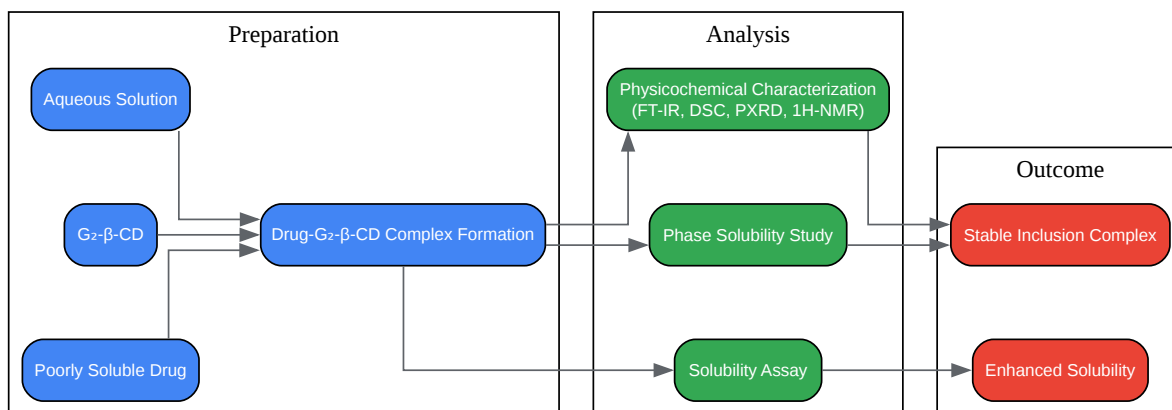 Preparation
Aqueous Solution
G₂-β-CD
Drug-G₂-β-CD Complex Formation
Poorly Soluble Drug
Analysis
Physicochemical Characterization
(FT-IR, DSC, PXRD, 1H-NMR)
Phase Solubility Study
Solubility Assay
Outcome
Stable Inclusion Complex
Enhanced Solubility